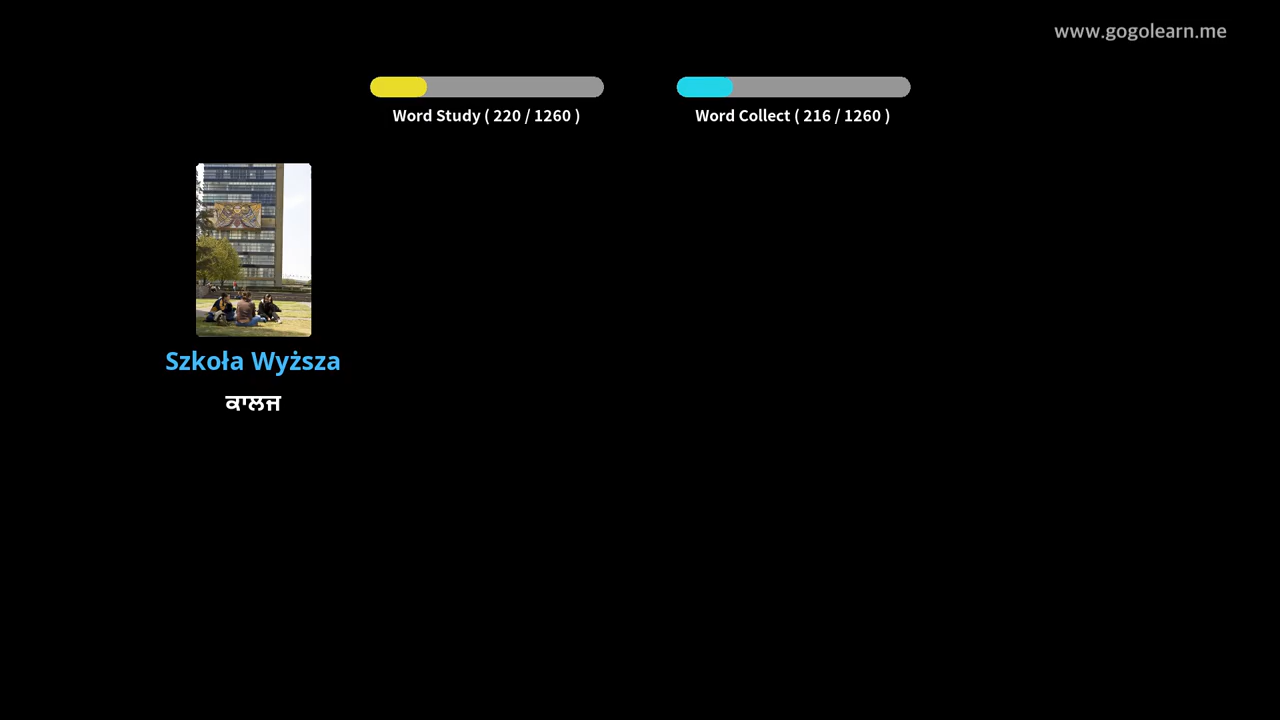 www.gogolearn.me
Word Study ( 220 / 1260 )
Word Collect ( 216 / 1260 )
Szkoła Wyższa
ਕਾਲਜ